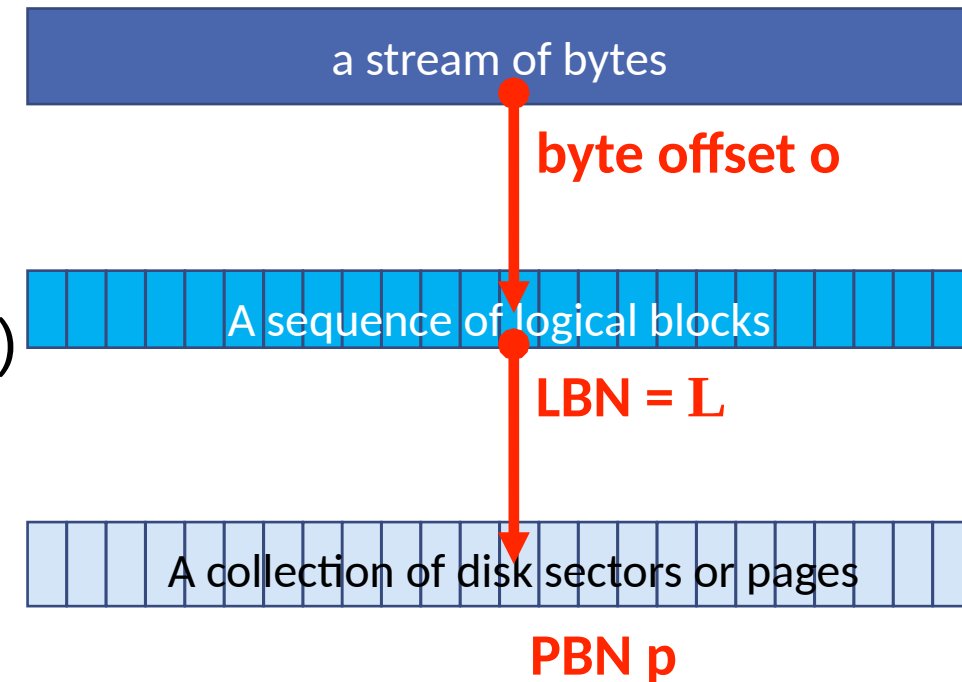 a stream of bytes
byte offset o
A sequence of logical blocks
)
LBN = L
A collection of disk sectors or pages
PBN p